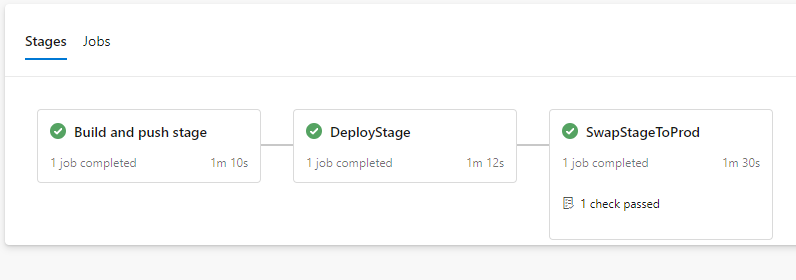 Stages Jobs
Build and push stage
1 job completed 1m 10s
DeployStage
1 job completed 1m 12s
SwapStageToProd
1 job completed 1m 30s
1 check passed